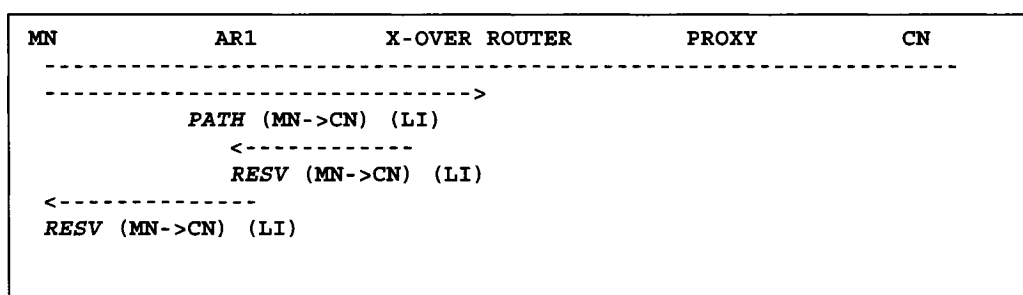 MN AR1 X-OVER ROUTER PROXY CN
------------------------------------------------------------------
------------------------------->
PATH (MN->CN) (LI)
<------------
RESV (MN->CN) (LI)
<---------------
RESV (MN->CN) (LI)